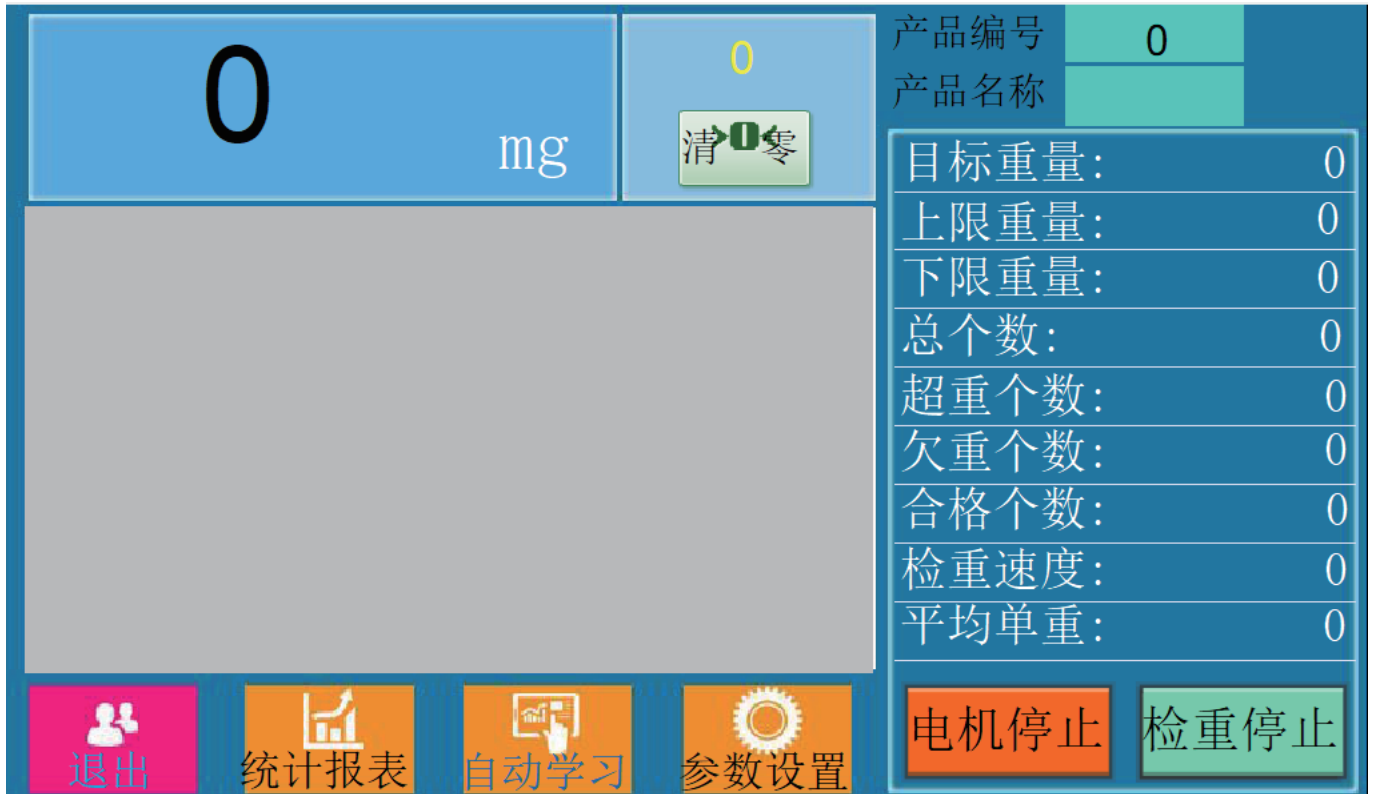 0
mg
0
清零
产品编号 0
产品名称
目标重量: 0
上限重量: 0
下限重量: 0
总个数: 0
超重个数: 0
欠重个数: 0
合格个数: 0
检重速度: 0
平均单重: 0
退出
统计报表
自动学习
参数设置
电机停止
检重停止